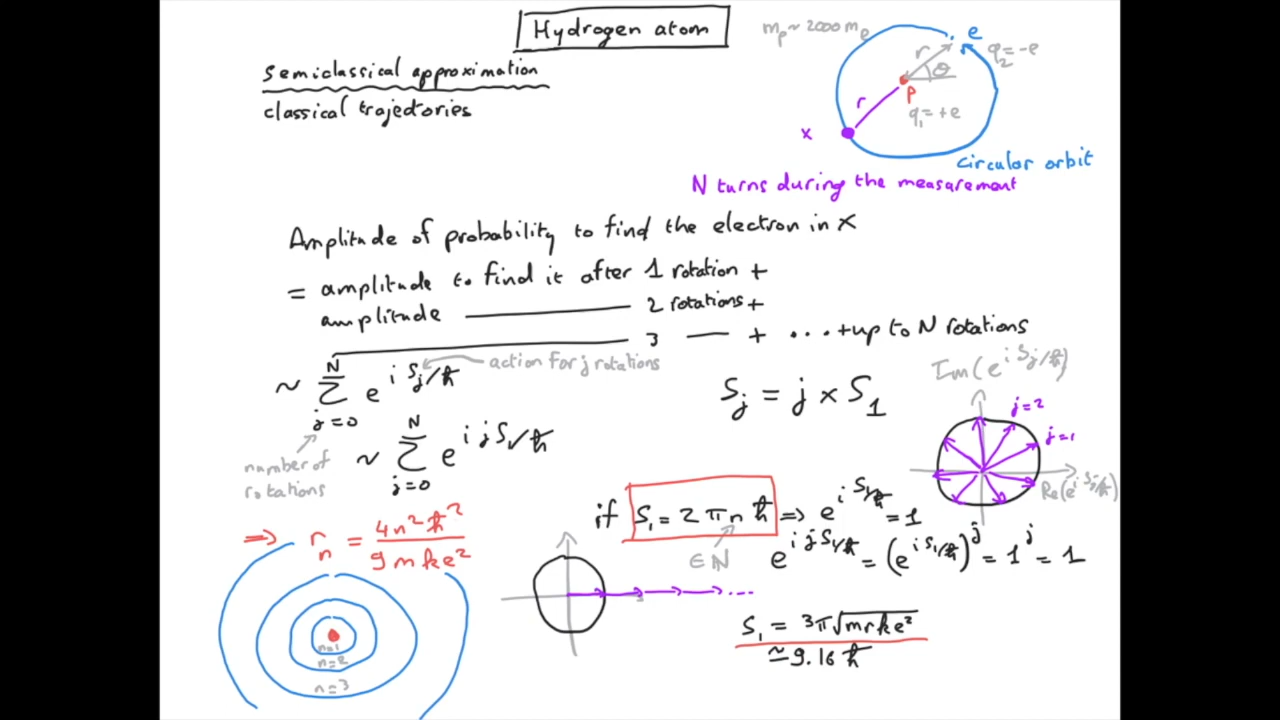 Hydrogen atom
semiclassical approximation
classical trajectories
mp ~ 2000 me
e
q2 = -e
r
θ
p
q1 = +e
r
x
circular orbit
N turns during the measurement
Amplitude of probability to find the electron in x
= amplitude to find it after 1 rotation +
amplitude ——— 2 rotations +
——— 3 — + ... + up to N rotations
~ N Σ j=0 e^{i Sj/ħ}
action for j rotations
number of rotations
~ N Σ j=0 e^{i j S1/ħ}
Sj = j x S1
Im(e^{i Sj/ħ})
j=2
j=1
Re(e^{i Sj/ħ})
if S1 = 2πnħ => e^{i S1/ħ} = 1
∈ N
e^{i j S1/ħ} = (e^{i S1/ħ})^j = 1^j = 1
=> rn = 4n²ħ² / 9mke²
n=1
n=2
n=3
...
S1 = 3π√mrke²
≃ 9.16 ħ